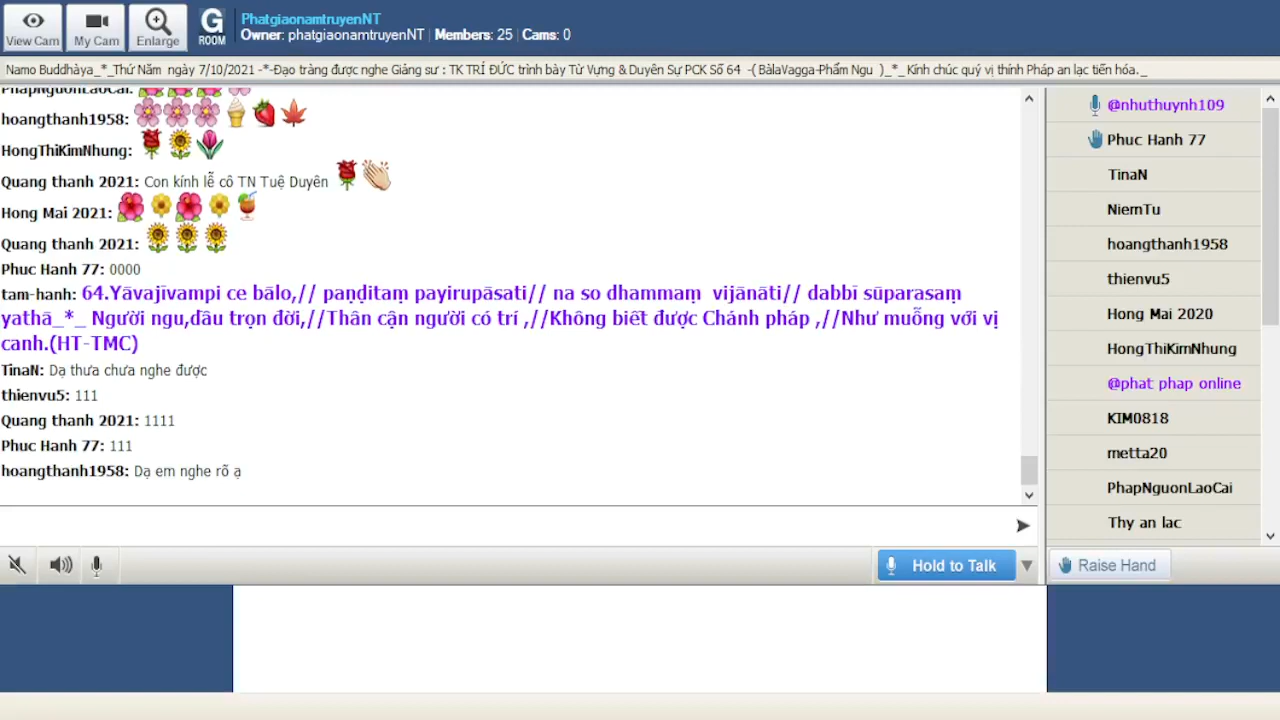 View Cam
My Cam
Enlarge
G
ROOM
PhatgiaonamtruyenNT
Owner: phatgiaonamtruyenNT | Members: 25 | Cams: 0
Namo Buddhàya_*_Thứ Năm ngày 7/10/2021 -*-Đạo tràng được nghe Giảng sư : TK TRÍ ĐỨC trình bày Từ Vựng & Duyên Sự PCK Số 64 -( BàlaVagga-Phẩm Ngu )_*_ Kính chúc quý vị thính Pháp an lạc tiến hóa._
PhapNguonLaoCai:
hoangthanh1958:
HongThiKimNhung:
Quang thanh 2021: Con kính lễ cô TN Tuệ Duyên
Hong Mai 2021:
Quang thanh 2021:
Phuc Hanh 77: 0000
tam-hanh: 64.Yāvajīvampi ce bālo,// paṇḍitaṃ payirupāsati// na so dhammaṃ vijānāti// dabbī sūparasaṃ
yathā_*_ Người ngu,dầu trọn đời,//Thân cận người có trí ,//Không biết được Chánh pháp ,//Như muỗng với vị
canh.(HT-TMC)
TinaN: Dạ thưa chưa nghe được
thienvu5: 111
Quang thanh 2021: 1111
Phuc Hanh 77: 111
hoangthanh1958: Dạ em nghe rõ ạ
Hold to Talk
@nhuthuynh109
Phuc Hanh 77
TinaN
NiemTu
hoangthanh1958
thienvu5
Hong Mai 2020
HongThiKimNhung
@phat phap online
KIM0818
metta20
PhapNguonLaoCai
Thy an lac
Raise Hand